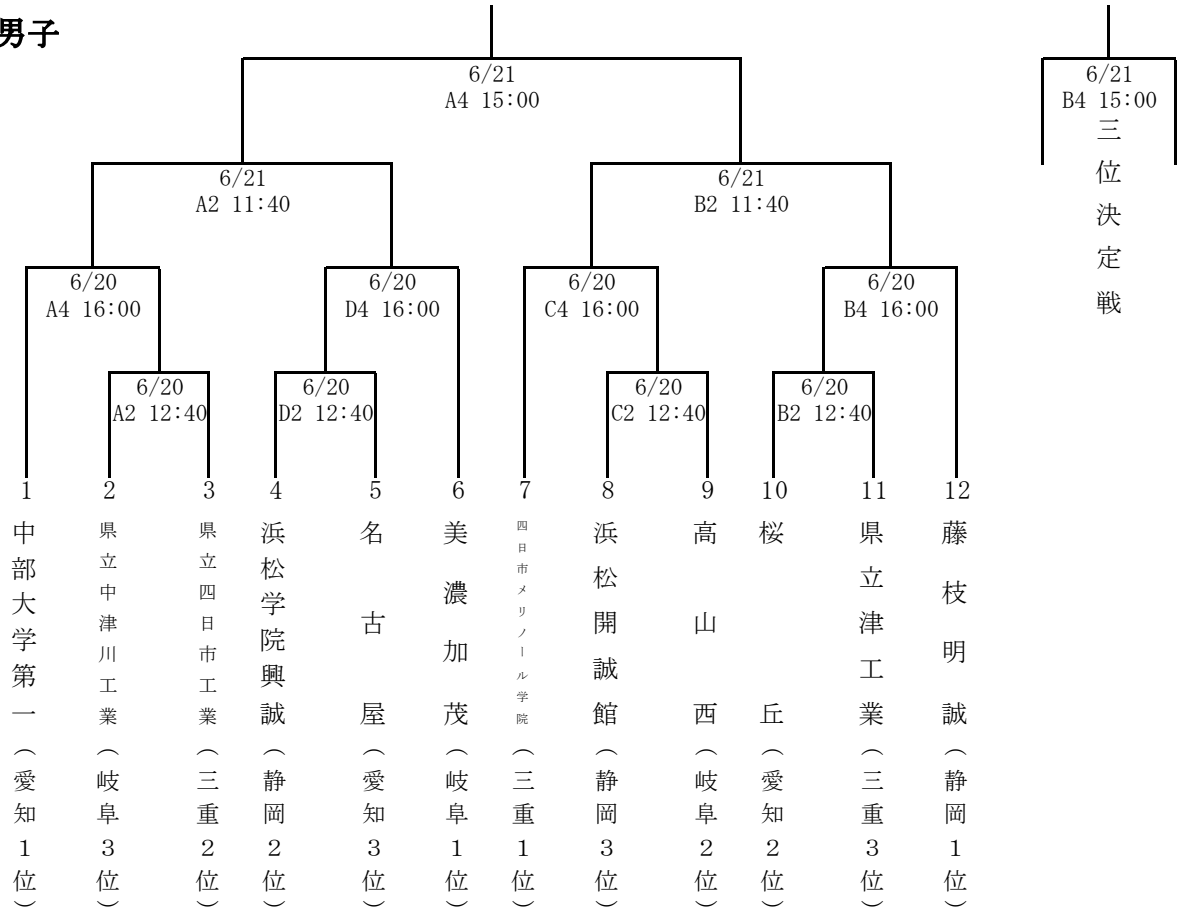 男子
6/21
A4 15:00
6/21
B4 15:00
三位決定戦
6/21
A2 11:40
6/21
B2 11:40
6/20
A4 16:00
6/20
D4 16:00
6/20
C4 16:00
6/20
B4 16:00
6/20
A2 12:40
6/20
D2 12:40
6/20
C2 12:40
6/20
B2 12:40
1
中部大学第一(愛知1位)
2
県立中津川工業(岐阜3位)
3
県立四日市工業(三重2位)
4
浜松学院興誠(静岡2位)
5
名古屋(愛知3位)
6
美濃加茂(岐阜1位)
7
四日市メリノール学院(三重1位)
8
浜松開誠館(静岡3位)
9
高山西(岐阜2位)
10
桜丘(愛知2位)
11
県立津工業(三重3位)
12
藤枝明誠(静岡1位)